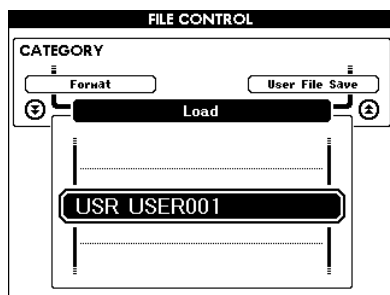 FILE CONTROL
CATEGORY
Format
User File Save
Load
USR USER001